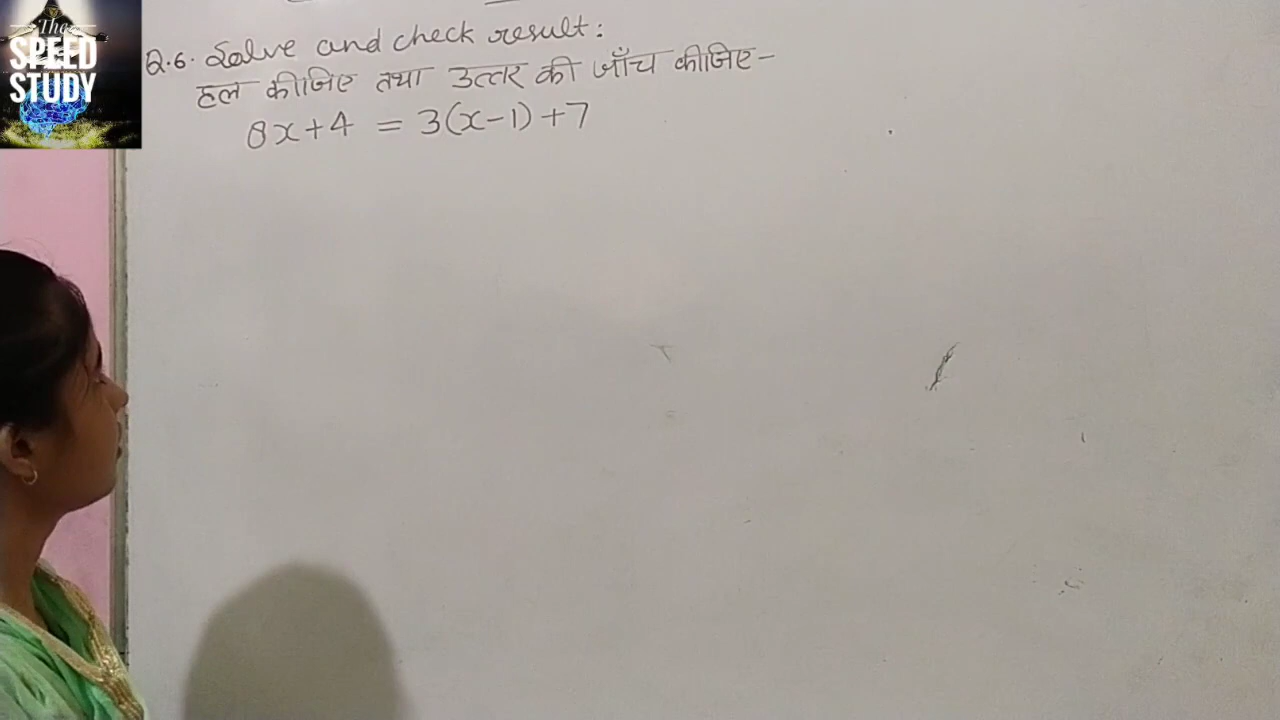 The
SPEED
STUDY
Q.6. Solve and check result:
हल कीजिए तथा उत्तर की जाँच कीजिए-
8x+4 = 3(x-1)+7